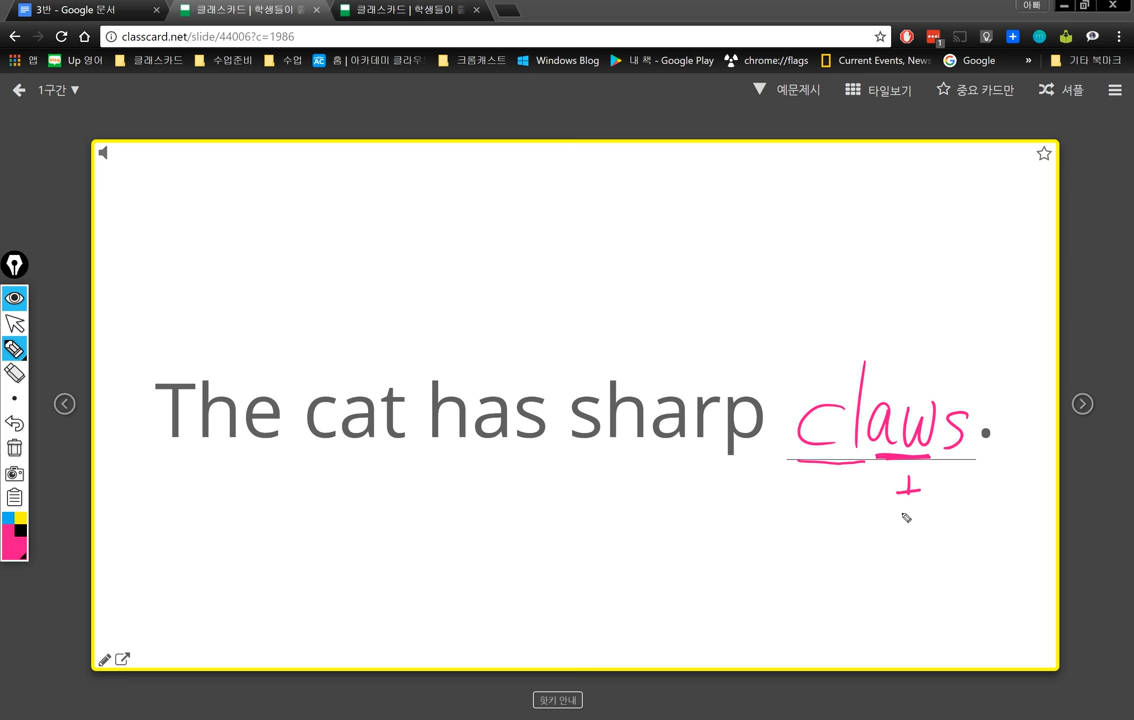 3반 - Google 문서
클래스카드 | 학생들이 좋
클래스카드 | 학생들이 좋
아빠
classcard.net/slide/44006?c=1986
1
앱
Up 영어
클래스카드
수업준비
수업
AC 홈 | 아카데미 클라우
크롬캐스트
Windows Blog
내 책 - Google Play
chrome://flags
Current Events, News
G Google
»
기타 북마크
1구간 ▼
예문제시
타일보기
중요 카드만
셔플
The cat has sharp claws.
핫키 안내